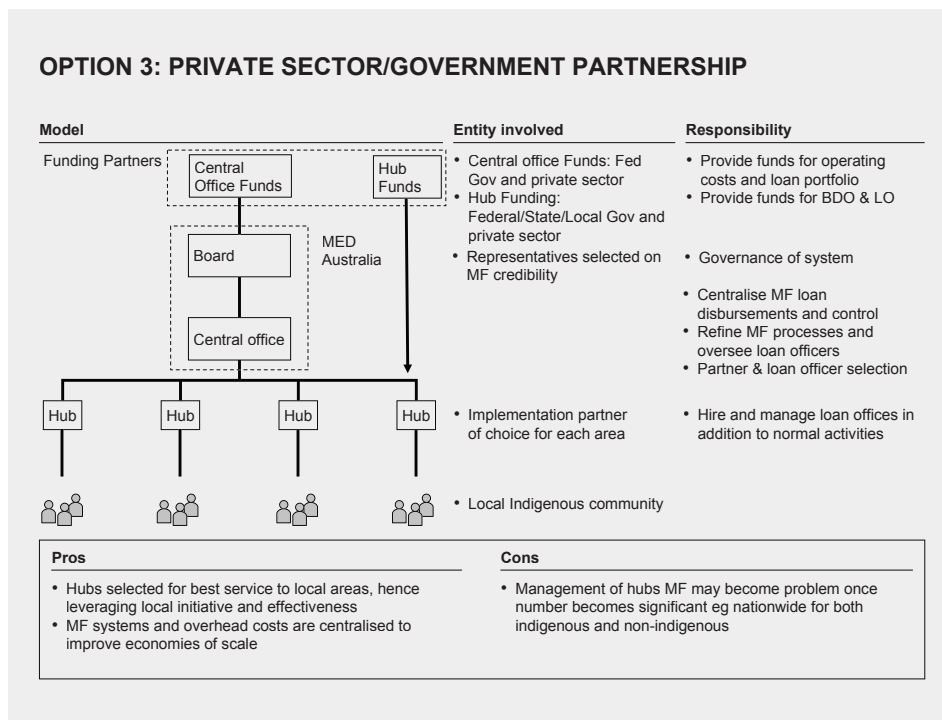 OPTION 3: PRIVATE SECTOR/GOVERNMENT PARTNERSHIP
Model
Funding Partners
Central
Office Funds
Hub
Funds
Board
MED
Australia
Central office
Hub
Hub
Hub
Hub
Entity involved
• Central office Funds: Fed
Gov and private sector
• Hub Funding:
Federal/State/Local Gov and
private sector
• Representatives selected on
MF credibility
• Implementation partner
of choice for each area
• Local Indigenous community
Responsibility
• Provide funds for operating
costs and loan portfolio
• Provide funds for BDO & LO
• Governance of system
• Centralise MF loan
disbursements and control
• Refine MF processes and
oversee loan officers
• Partner & loan officer selection
• Hire and manage loan offices in
addition to normal activities
Pros
• Hubs selected for best service to local areas, hence
leveraging local initiative and effectiveness
• MF systems and overhead costs are centralised to
improve economies of scale
Cons
• Management of hubs MF may become problem once
number becomes significant eg nationwide for both
indigenous and non-indigenous